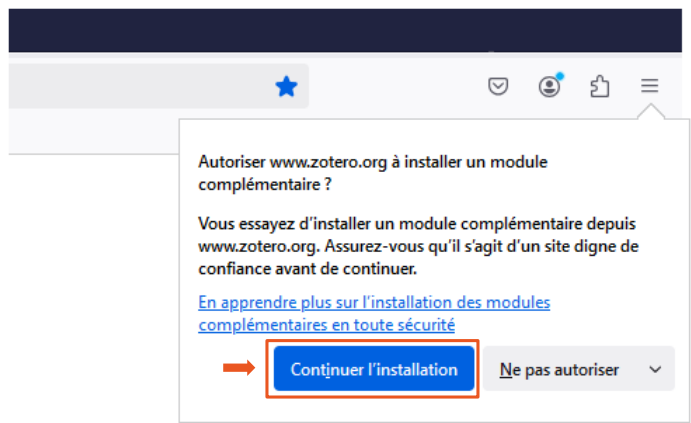 Autoriser www.zotero.org à installer un module
complémentaire ?
Vous essayez d’installer un module complémentaire depuis
www.zotero.org. Assurez-vous qu’il s’agit d’un site digne de
confiance avant de continuer.
En apprendre plus sur l’installation des modules
complémentaires en toute sécurité
Continuer l’installation
Ne pas autoriser